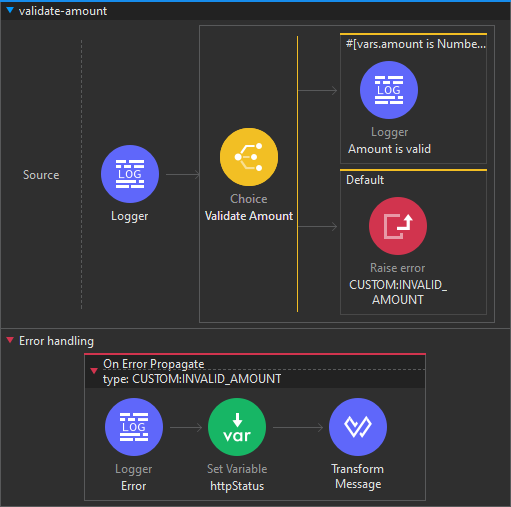 validate-amount
Source
LOG
Logger
Choice
Validate Amount
#[vars.amount is Numbe...
LOG
Logger
Amount is valid
Default
Raise error
CUSTOM:INVALID_
AMOUNT
Error handling
On Error Propagate
type: CUSTOM:INVALID_AMOUNT
LOG
Logger
Error
var
Set Variable
httpStatus
Transform
Message